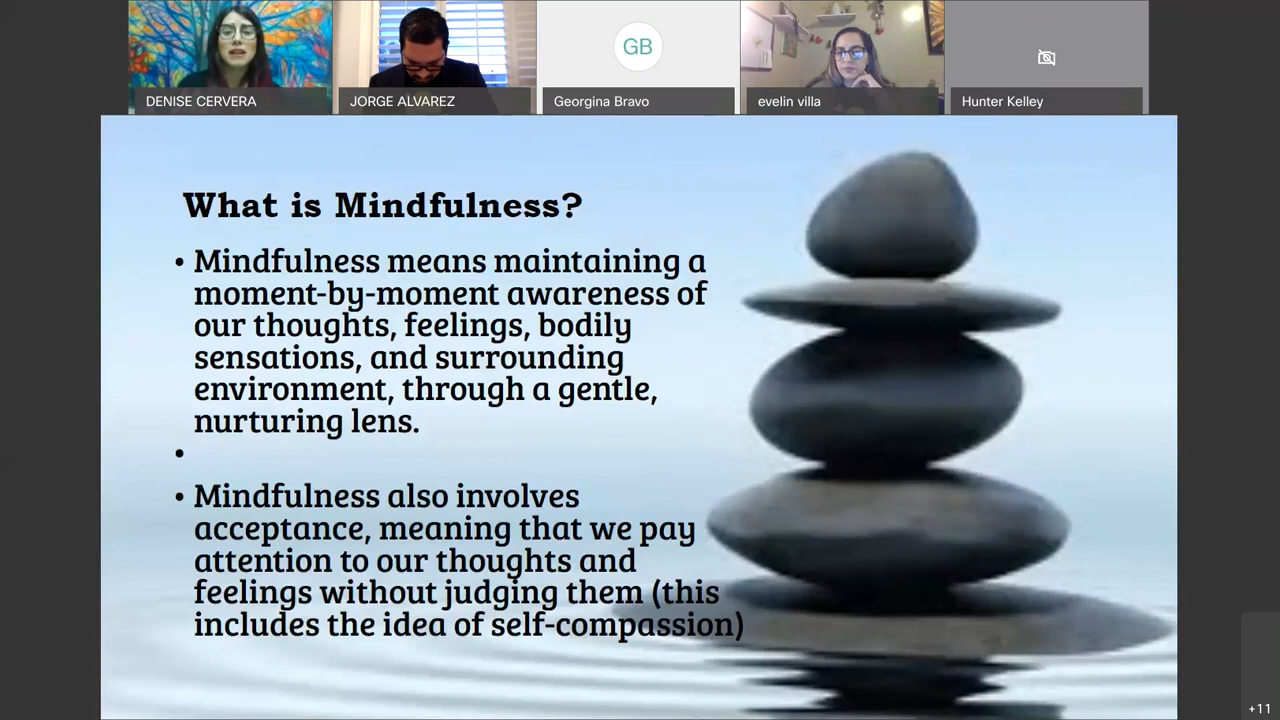 GB
DENISE CERVERA
JORGE ALVAREZ
Georgina Bravo
evelin villa
Hunter Kelley
What is Mindfulness?
• Mindfulness means maintaining a
moment-by-moment awareness of
our thoughts, feelings, bodily
sensations, and surrounding
environment, through a gentle,
nurturing lens.
•
• Mindfulness also involves
acceptance, meaning that we pay
attention to our thoughts and
feelings without judging them (this
includes the idea of self-compassion)
+11